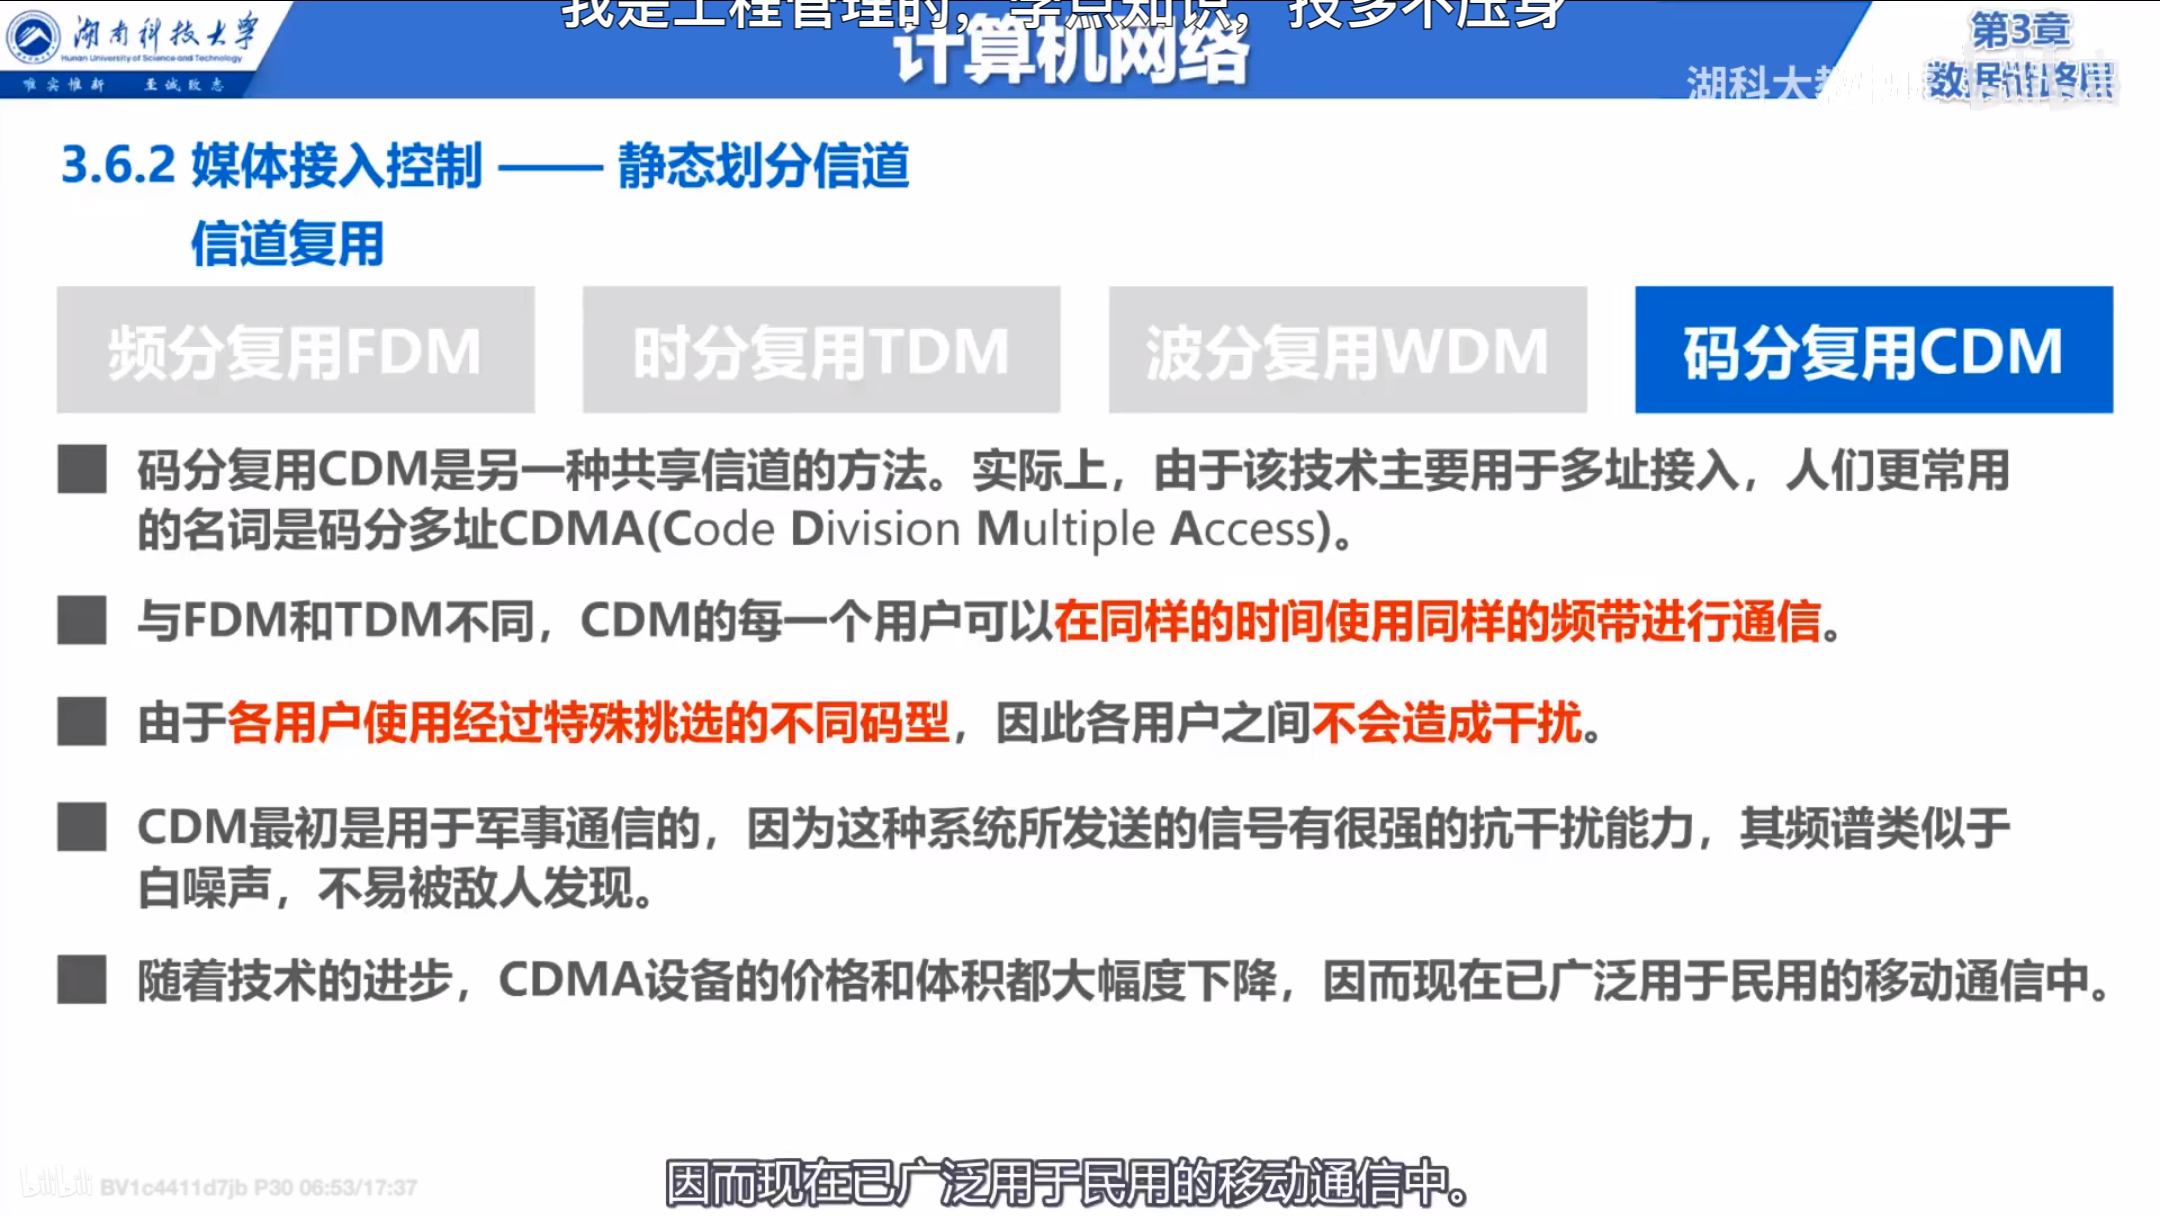 我是工程管理的，学点知识，技多不压身
湖南科技大学
Hunan University of Science and Technology
唯实惟新 至诚致志
计算机网络
第3章
数据链路层
湖科大教
3.6.2 媒体接入控制 —— 静态划分信道
信道复用
频分复用FDM
时分复用TDM
波分复用WDM
码分复用CDM
码分复用CDM是另一种共享信道的方法。实际上，由于该技术主要用于多址接入，人们更常用
的名词是码分多址CDMA(Code Division Multiple Access)。
与FDM和TDM不同，CDM的每一个用户可以在同样的时间使用同样的频带进行通信。
由于各用户使用经过特殊挑选的不同码型，因此各用户之间不会造成干扰。
CDM最初是用于军事通信的，因为这种系统所发送的信号有很强的抗干扰能力，其频谱类似于
白噪声，不易被敌人发现。
随着技术的进步，CDMA设备的价格和体积都大幅度下降，因而现在已广泛用于民用的移动通信中。
因而现在已广泛用于民用的移动通信中。
bilibili BV1c4411d7jb P30 06:53/17:37